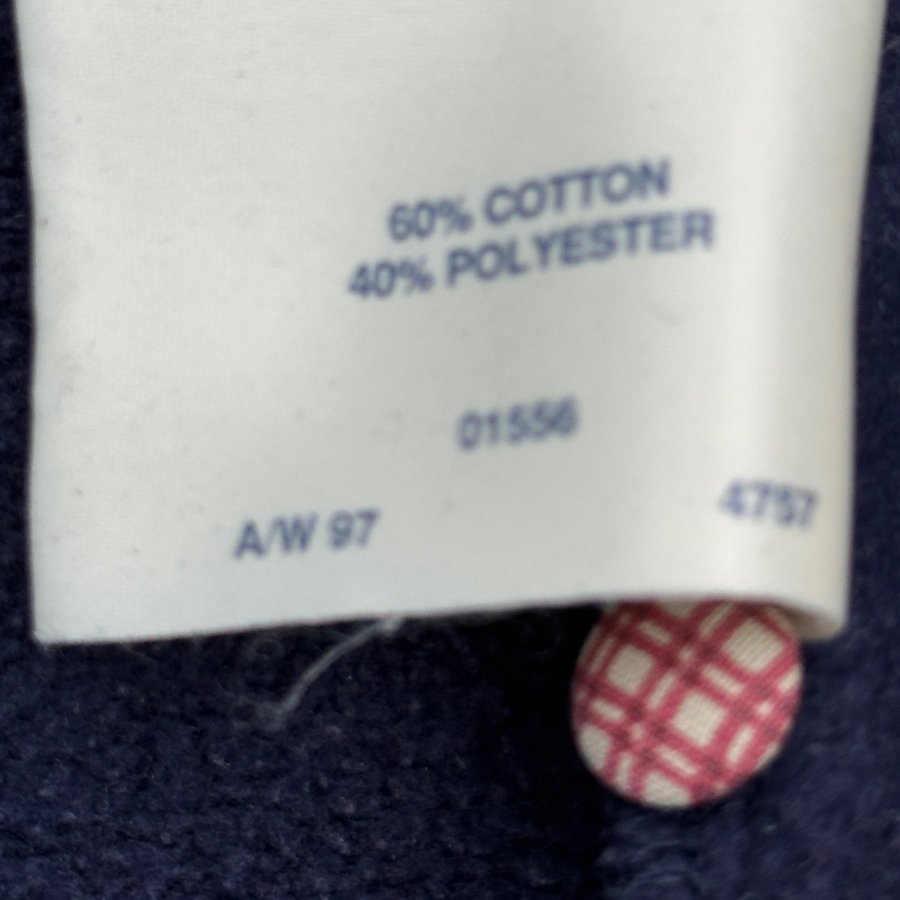 60% COTTON
40% POLYESTER
01556
A/W 97
4757